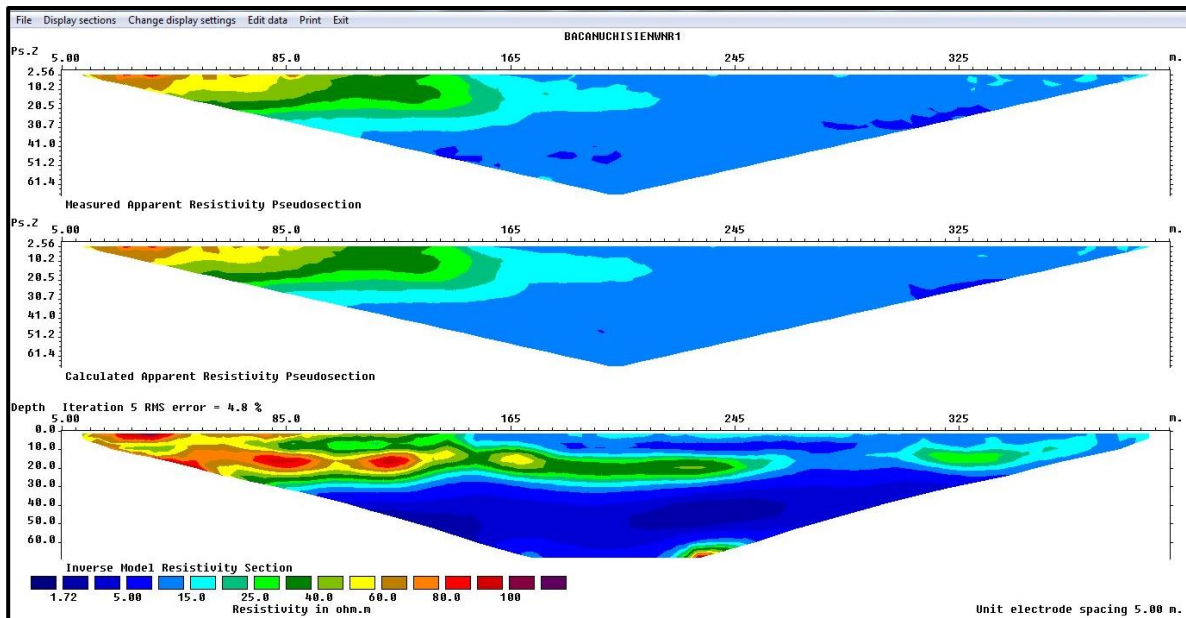 File Display sections Change display settings Edit data Print Exit
BACANUCHISIENWNR1
Ps.Z 5.00 85.0 165 245 325 m.
2.56
10.2
20.5
30.7
41.0
51.2
61.4
Measured Apparent Resistivity Pseudosection
Ps.Z 5.00 85.0 165 245 325 m.
2.56
10.2
20.5
30.7
41.0
51.2
61.4
Calculated Apparent Resistivity Pseudosection
Depth Iteration 5 RMS error = 4.8 %
5.00 85.0 165 245 325 m.
0.0
10.0
20.0
30.0
40.0
50.0
60.0
Inverse Model Resistivity Section
1.72 5.00 15.0 25.0 40.0 60.0 80.0 100
Resistivity in ohm.m
Unit electrode spacing 5.00 m.